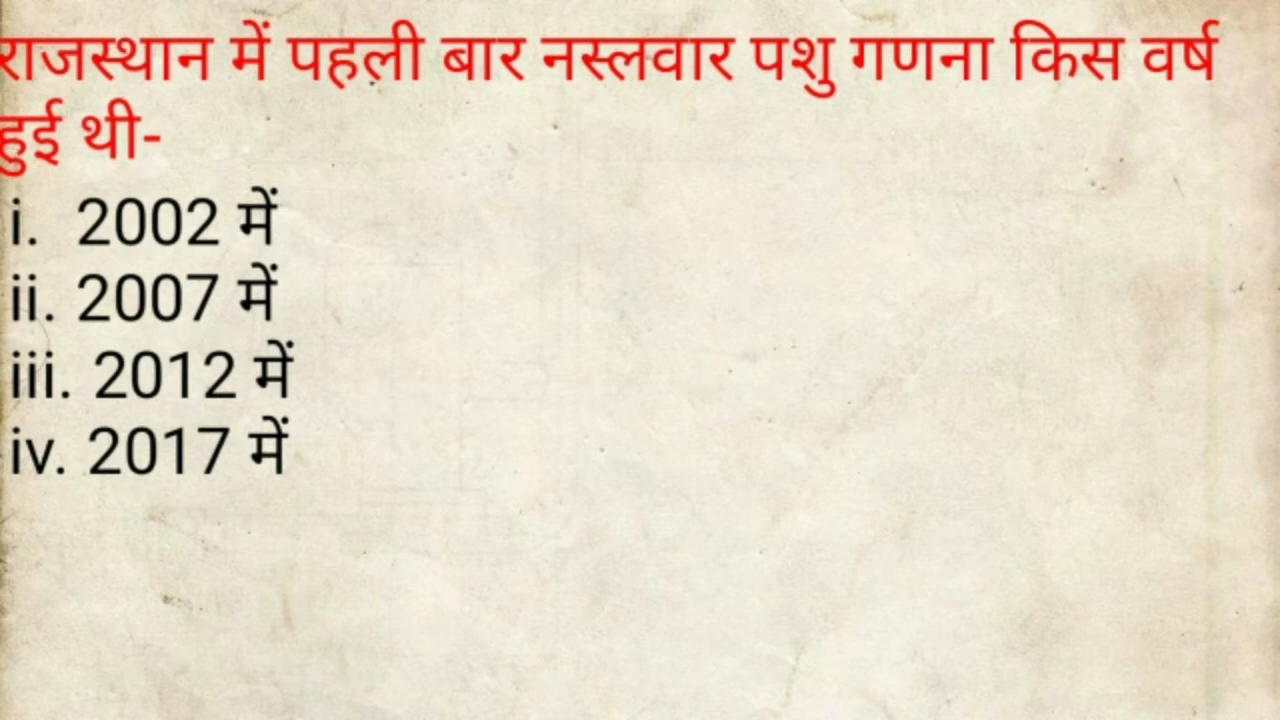 राजस्थान में पहली बार नस्लवार पशु गणना किस वर्ष
हुई थी-
i. 2002 में
ii. 2007 में
iii. 2012 में
iv. 2017 में